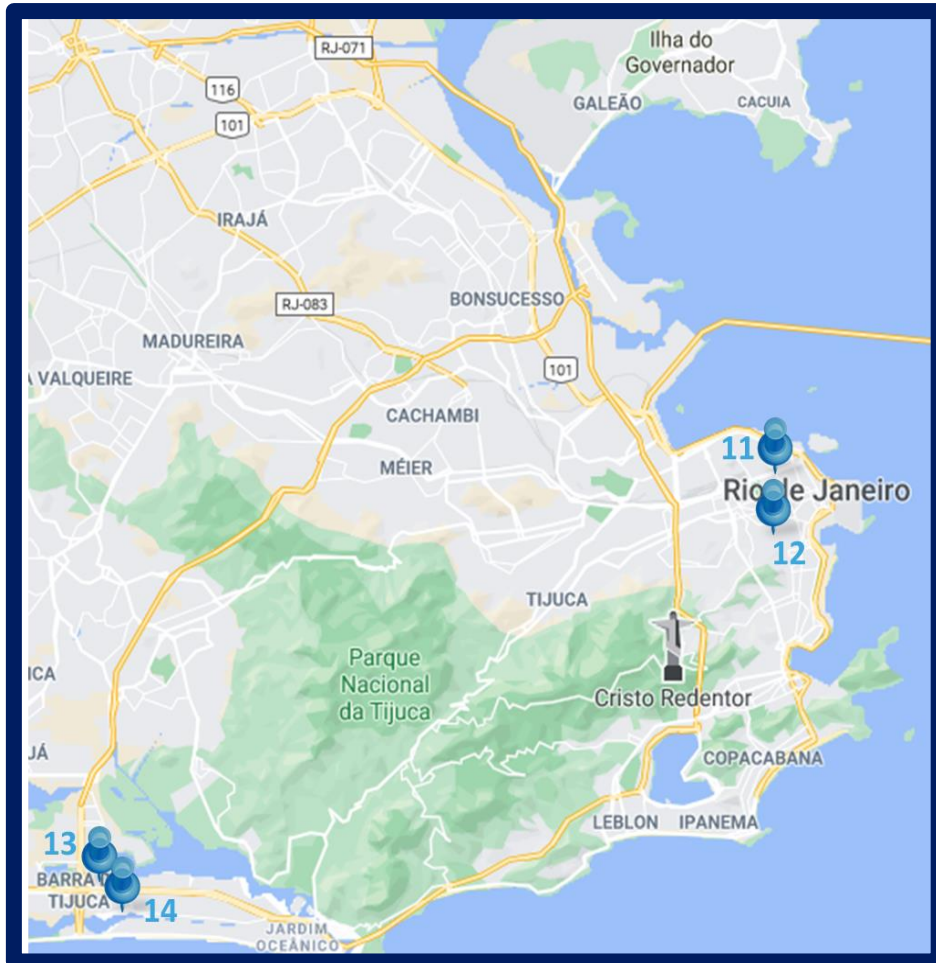 Ilha do
Governador
RJ-071
116
GALEÃO
CACUIA
101
IRAJÁ
RJ-083
BONSUCESSO
MADUREIRA
101
A VALQUEIRE
CACHAMBI
11
MÉIER
Rio de Janeiro
12
TIJUCA
Parque
Nacional
da Tijuca
ICA
Cristo Redentor
JÁ
COPACABANA
LEBLON
IPANEMA
13
BARRA D
TIJUCA
14
JARDIM
OCEÂNICO